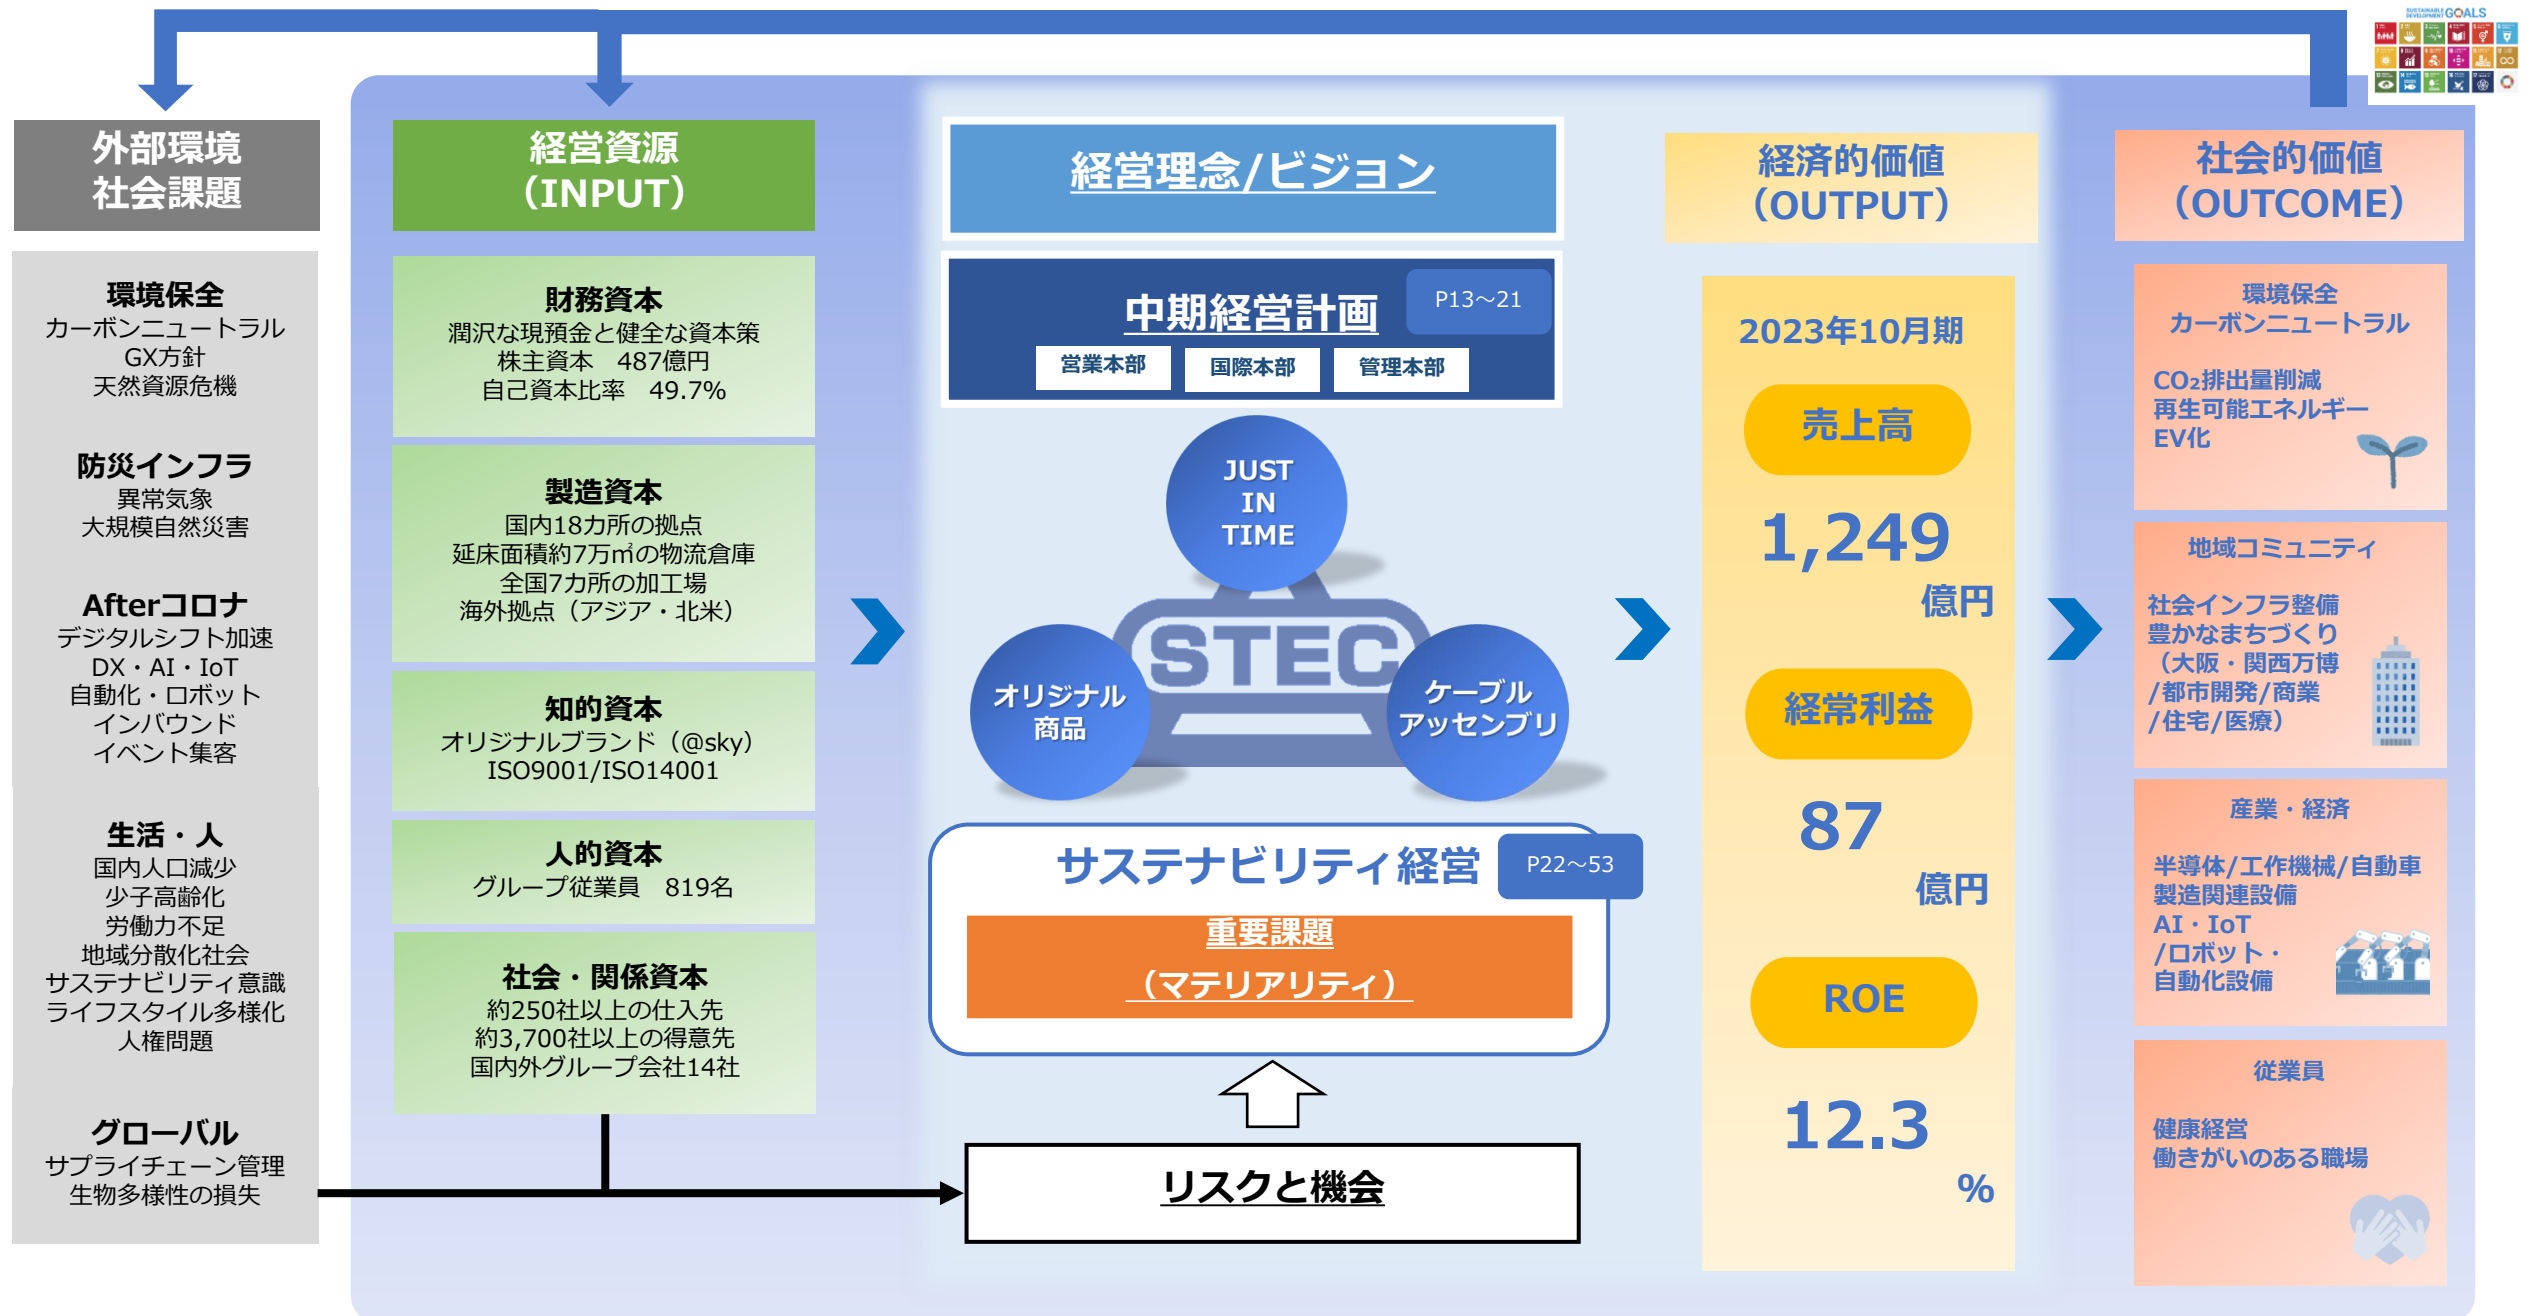 SUSTAINABLE
DEVELOPMENT GOALS
外部環境
社会課題
環境保全
カーボンニュートラル
GX方針
天然資源危機
防災インフラ
異常気象
大規模自然災害
Afterコロナ
デジタルシフト加速
DX・AI・IoT
自動化・ロボット
インバウンド
イベント集客
生活・人
国内人口減少
少子高齢化
労働力不足
地域分散化社会
サステナビリティ意識
ライフスタイル多様化
人権問題
グローバル
サプライチェーン管理
生物多様性の損失
経営資源
（INPUT）
財務資本
潤沢な現預金と健全な資本策
株主資本　487億円
自己資本比率　49.7%
製造資本
国内18カ所の拠点
延床面積約7万㎡の物流倉庫
全国7カ所の加工場
海外拠点（アジア・北米）
知的資本
オリジナルブランド（@sky）
ISO9001/ISO14001
人的資本
グループ従業員　819名
社会・関係資本
約250社以上の仕入先
約3,700社以上の得意先
国内外グループ会社14社
経営理念/ビジョン
中期経営計画
P13～21
営業本部
国際本部
管理本部
JUST
IN
TIME
STEC
オリジナル
商品
ケーブル
アッセンブリ
サステナビリティ経営
P22～53
重要課題
（マテリアリティ）
リスクと機会
経済的価値
（OUTPUT）
2023年10月期
売上高
1,249
億円
経常利益
87
億円
ROE
12.3
%
社会的価値
（OUTCOME）
環境保全
カーボンニュートラル
CO₂排出量削減
再生可能エネルギー
EV化
地域コミュニティ
社会インフラ整備
豊かなまちづくり
（大阪・関西万博
/都市開発/商業
/住宅/医療）
産業・経済
半導体/工作機械/自動車
製造関連設備
AI・IoT
/ロボット・
自動化設備
従業員
健康経営
働きがいのある職場